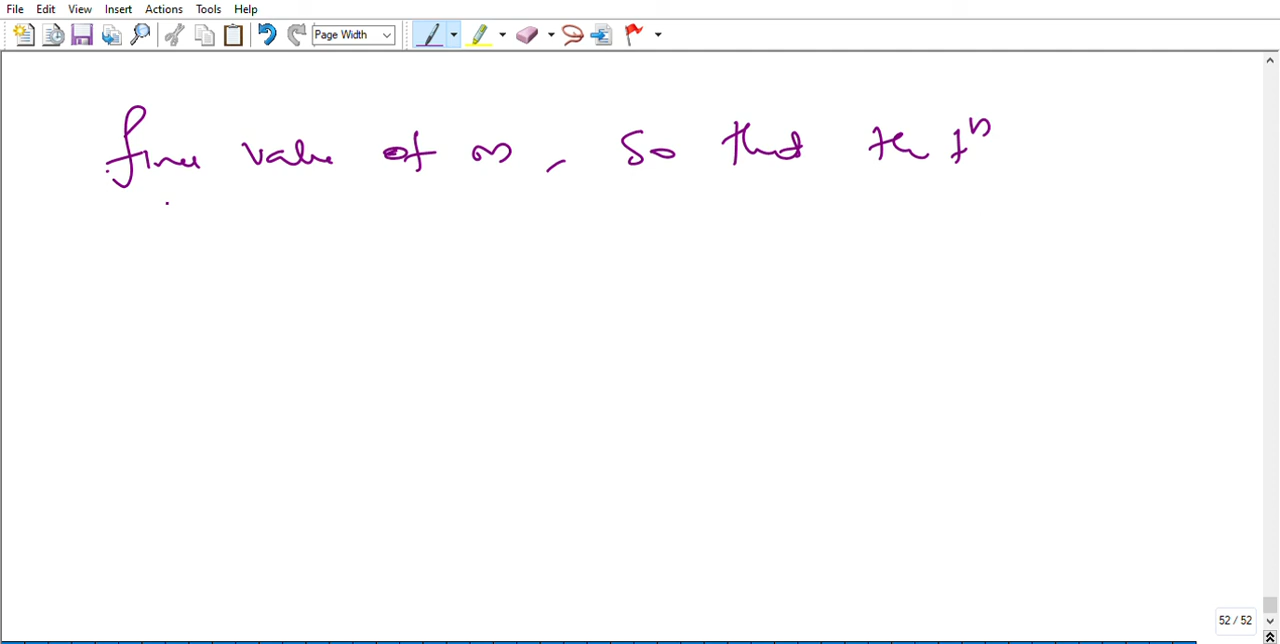 File Edit View Insert Actions Tools Help
Page Width
find value of m, so that the fⁿ
52 / 52